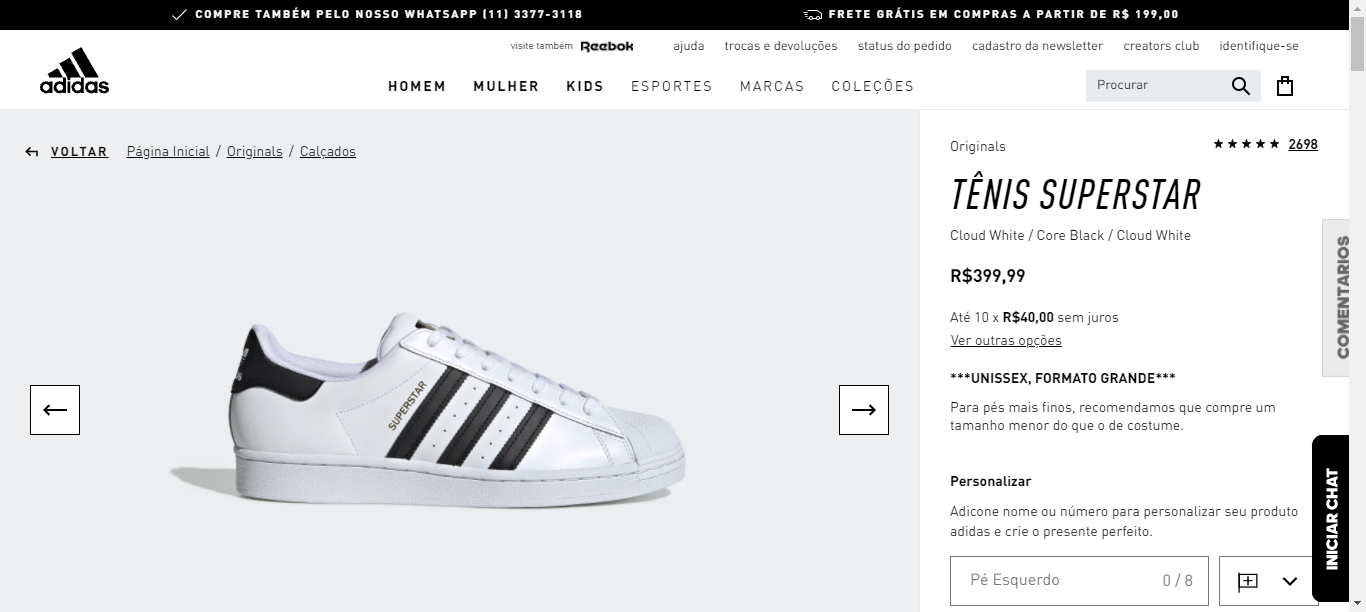 COMPRE TAMBÉM PELO NOSSO WHATSAPP (11) 3377-3118
FRETE GRÁTIS EM COMPRAS A PARTIR DE R$ 199,00
visite também Reebok ajuda trocas e devoluções status do pedido cadastro da newsletter creators club identifique-se
adidas
HOMEM MULHER KIDS ESPORTES MARCAS COLEÇÕES
Procurar
VOLTAR Página Inicial / Originals / Calçados
SUPERSTAR
Originals
2698
TÊNIS SUPERSTAR
Cloud White / Core Black / Cloud White
R$399,99
Até 10 x R$40,00 sem juros
Ver outras opções
***UNISSEX, FORMATO GRANDE***
Para pés mais finos, recomendamos que compre um
tamanho menor do que o de costume.
Personalizar
Adicione nome ou número para personalizar seu produto
adidas e crie o presente perfeito.
Pé Esquerdo 0 / 8
COMENTARIOS
INICIAR CHAT